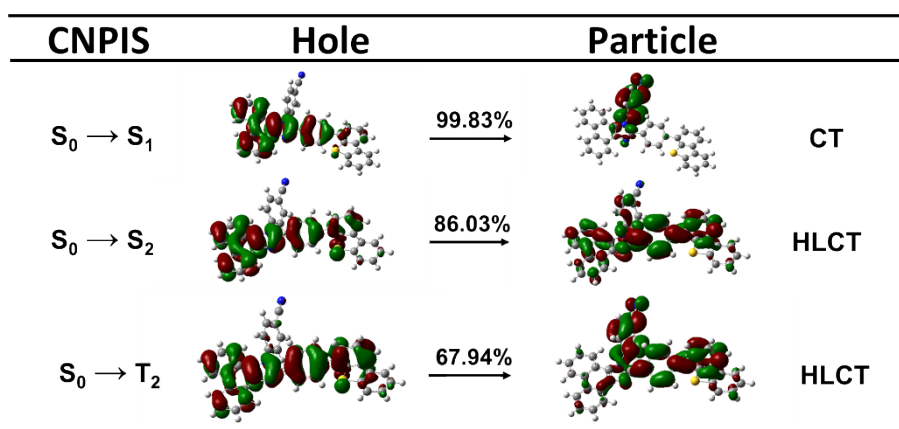 CNPIS Hole Particle
S₀ → S₁ 99.83% CT
S₀ → S₂ 86.03% HLCT
S₀ → T₂ 67.94% HLCT